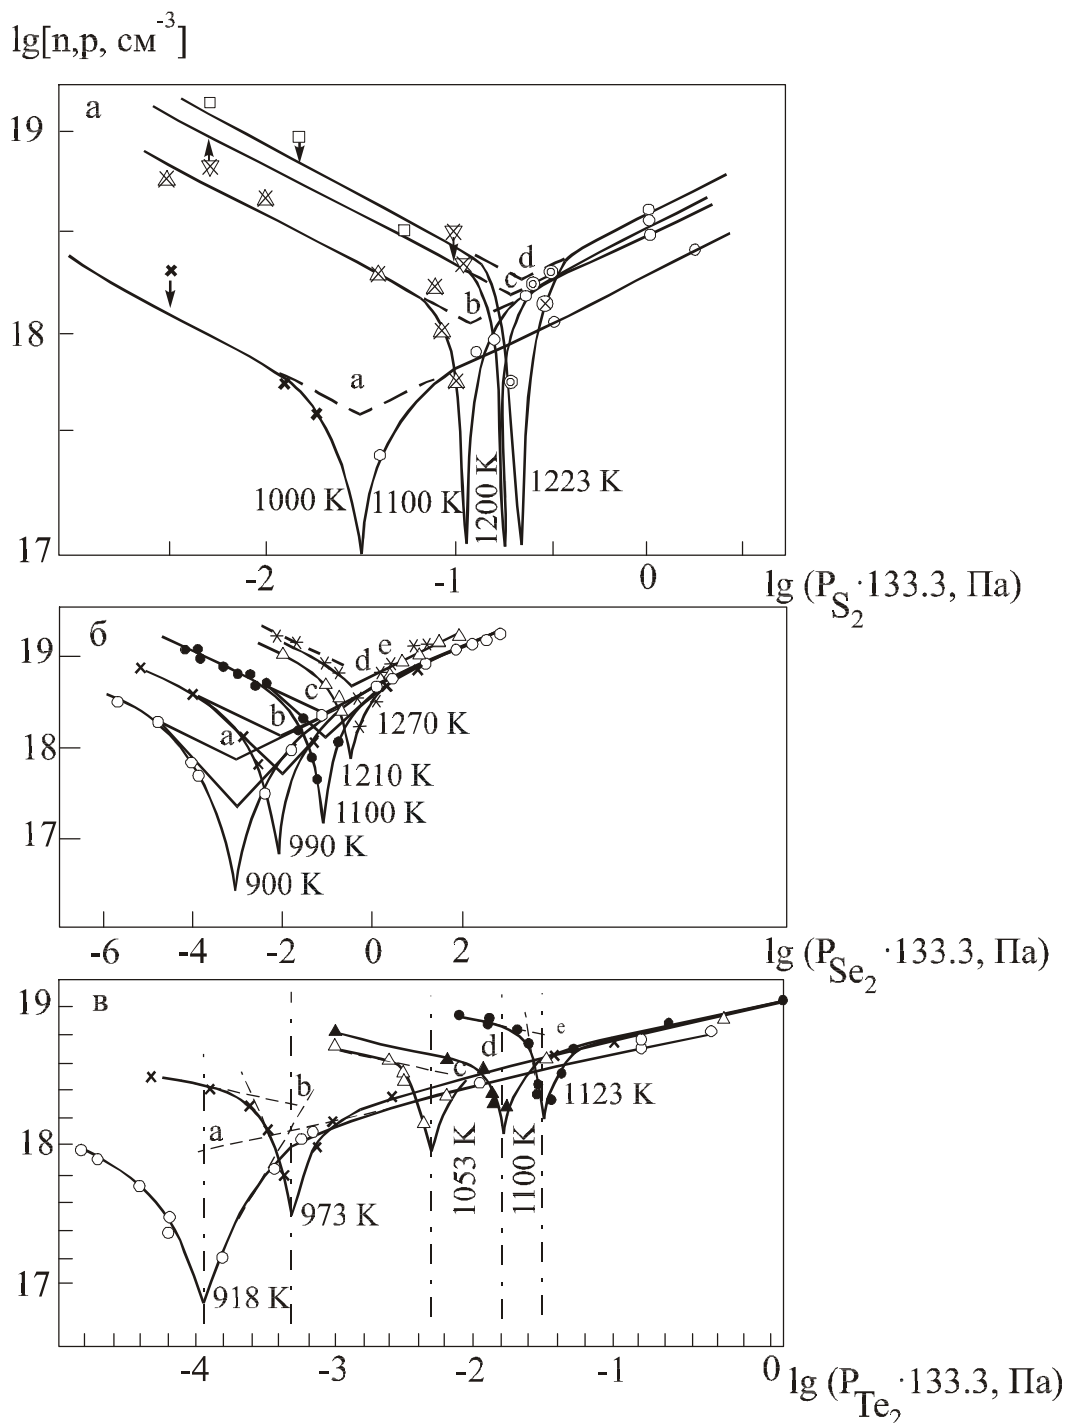 lg[n,p, см⁻³]
а
19
18
17
a
b
c
d
1000 K
1100 K
1200 K
1223 K
-2
-1
0
lg (P_S₂ ·133.3, Па)
б
19
18
17
a
b
c
d
e
1270 K
1210 K
1100 K
990 K
900 K
-6
-4
-2
0
2
lg (P_Se₂ ·133.3, Па)
в
19
18
17
a
b
c
d
e
918 K
973 K
1053 K
1100 K
1123 K
-4
-3
-2
-1
0
lg (P_Te₂ ·133.3, Па)